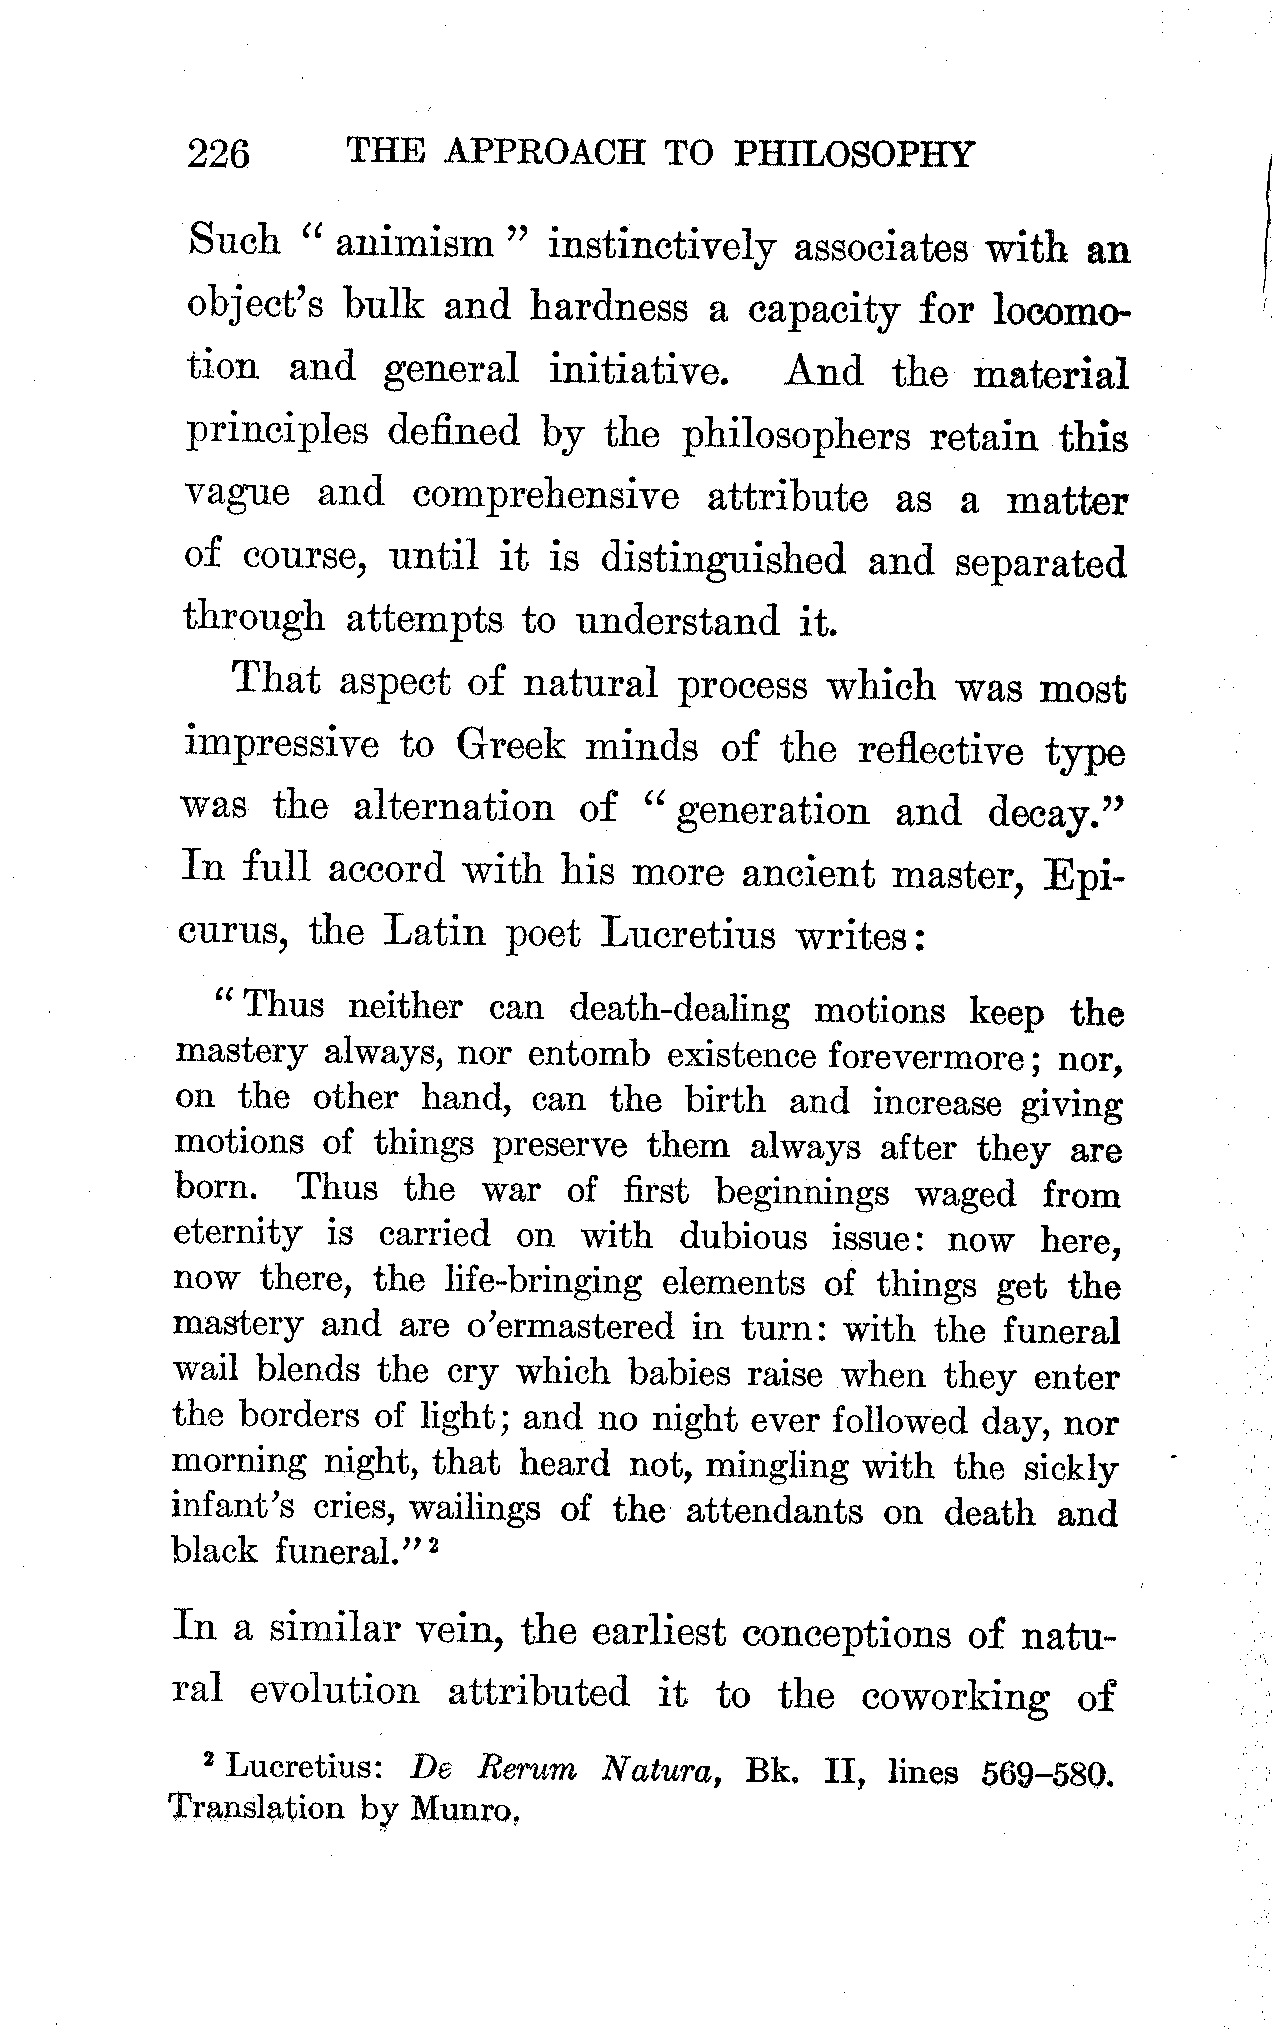 226 THE APPROACH TO PHILOSOPHY
Such " animism " instinctively associates with an
object's bulk and hardness a capacity for locomo-
tion and general initiative. And the material
principles defined by the philosophers retain this
vague and comprehensive attribute as a matter
of course, until it is distinguished and separated
through attempts to understand it.
That aspect of natural process which was most
impressive to Greek minds of the reflective type
was the alternation of " generation and decay."
In full accord with his more ancient master, Epi-
curus, the Latin poet Lucretius writes:
" Thus neither can death-dealing motions keep the
mastery always, nor entomb existence forevermore; nor,
on the other hand, can the birth and increase giving
motions of things preserve them always after they are
born. Thus the war of first beginnings waged from
eternity is carried on with dubious issue: now here,
now there, the life-bringing elements of things get the
mastery and are o'ermastered in turn: with the funeral
wail blends the cry which babies raise when they enter
the borders of light; and no night ever followed day, nor
morning night, that heard not, mingling with the sickly
infant's cries, wailings of the attendants on death and
black funeral." ²
In a similar vein, the earliest conceptions of natu-
ral evolution attributed it to the coworking of
² Lucretius: De Rerum Natura, Bk. II, lines 569–580.
Translation by Munro.